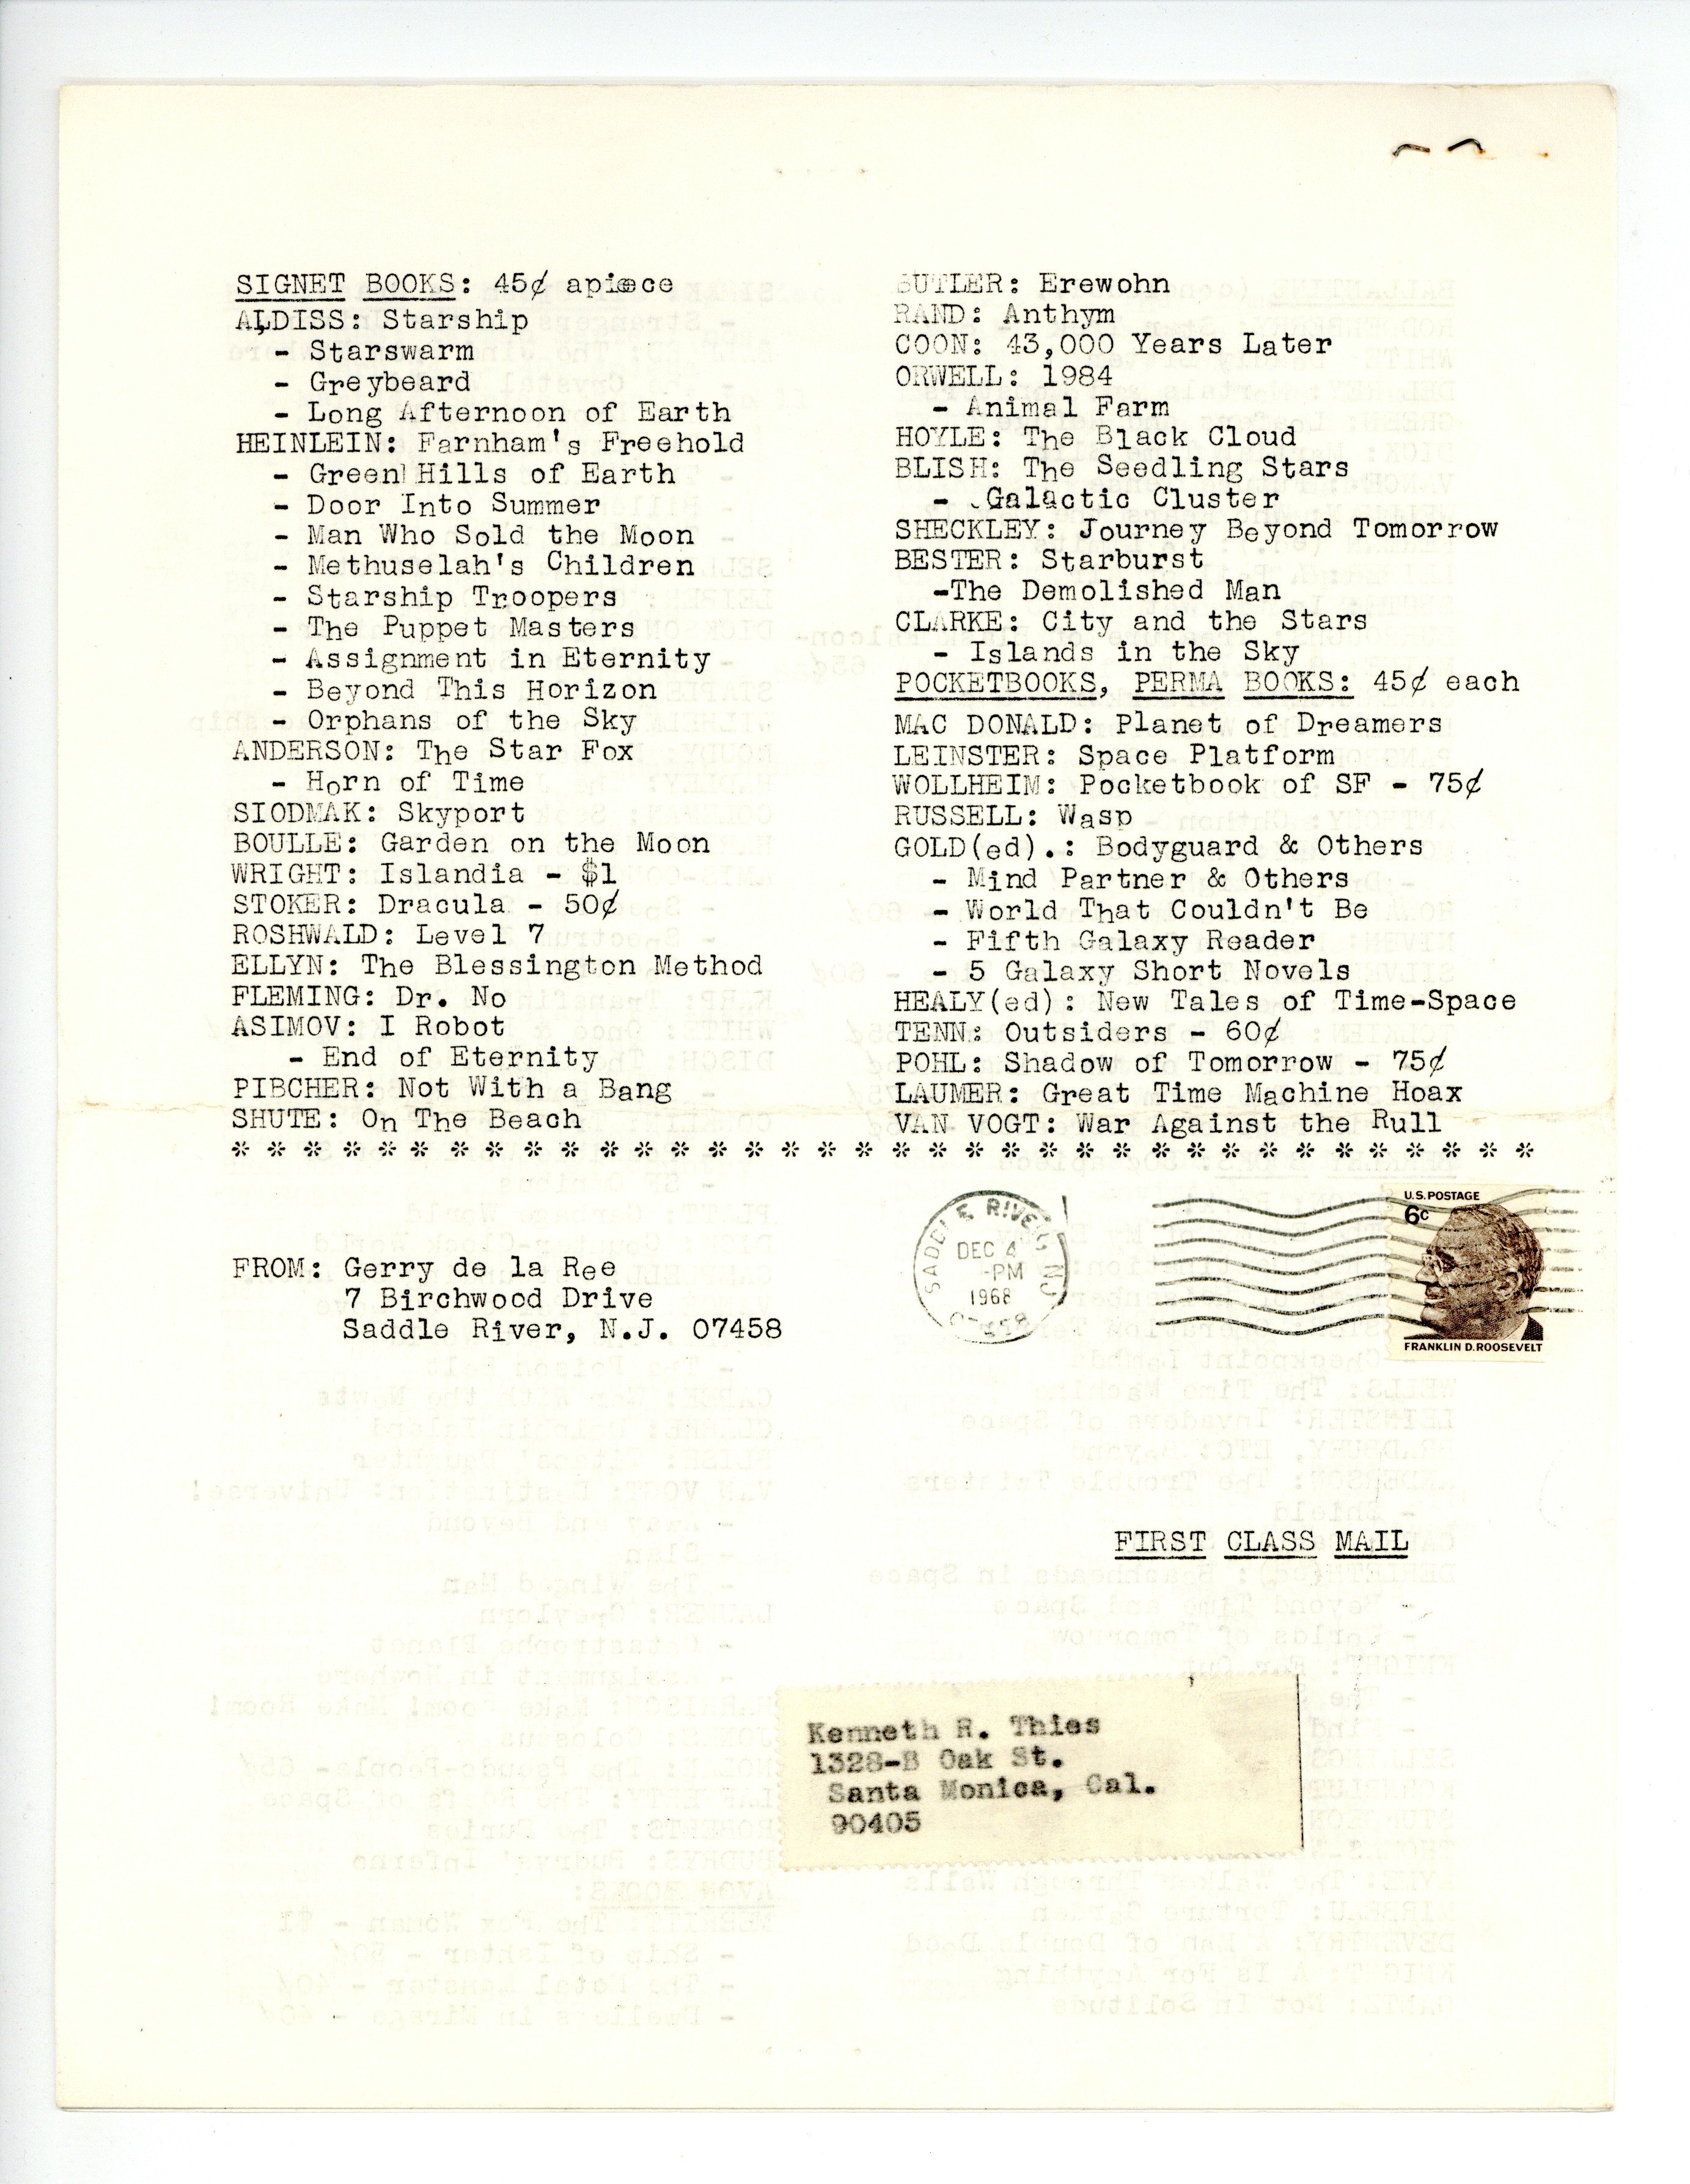 SIGNET BOOKS: 45¢ apiece
ALDISS: Starship
- Starswarm
- Greybeard
- Long Afternoon of Earth
HEINLEIN: Farnham's Freehold
- Green Hills of Earth
- Door Into Summer
- Man Who Sold the Moon
- Methuselah's Children
- Starship Troopers
- The Puppet Masters
- Assignment in Eternity
- Beyond This Horizon
- Orphans of the Sky
ANDERSON: The Star Fox
- Horn of Time
SIODMAK: Skyport
BOULLE: Garden on the Moon
WRIGHT: Islandia - $1
STOKER: Dracula - 50¢
ROSHWALD: Level 7
ELLYN: The Blessington Method
FLEMING: Dr. No
ASIMOV: I Robot
- End of Eternity
PIBCHER: Not With a Bang
SHUTE: On The Beach
BUTLER: Erewohn
RAND: Anthym
COON: 43,000 Years Later
ORWELL: 1984
- Animal Farm
HOYLE: The Black Cloud
BLISH: The Seedling Stars
- Galactic Cluster
SHECKLEY: Journey Beyond Tomorrow
BESTER: Starburst
-The Demolished Man
CLARKE: City and the Stars
- Islands in the Sky
POCKETBOOKS, PERMA BOOKS: 45¢ each
MAC DONALD: Planet of Dreamers
LEINSTER: Space Platform
WOLLHEIM: Pocketbook of SF - 75¢
RUSSELL: Wasp
GOLD(ed).: Bodyguard & Others
- Mind Partner & Others
- World That Couldn't Be
- Fifth Galaxy Reader
- 5 Galaxy Short Novels
HEALY(ed): New Tales of Time-Space
TENN: Outsiders - 60¢
POHL: Shadow of Tomorrow - 75¢
LAUMER: Great Time Machine Hoax
VAN VOGT: War Against the Rull
* * * * * * * * * * * * * * * * * * * * * * * * * * * * * * * * * * * *
FROM: Gerry de la Ree
7 Birchwood Drive
Saddle River, N.J. 07458
SADDLE RIVER NJ
DEC 4
-PM
1968
U.S. POSTAGE
6c
FRANKLIN D. ROOSEVELT
FIRST CLASS MAIL
Kenneth R. Thies
1328-B Oak St.
Santa Monica, Cal.
90405